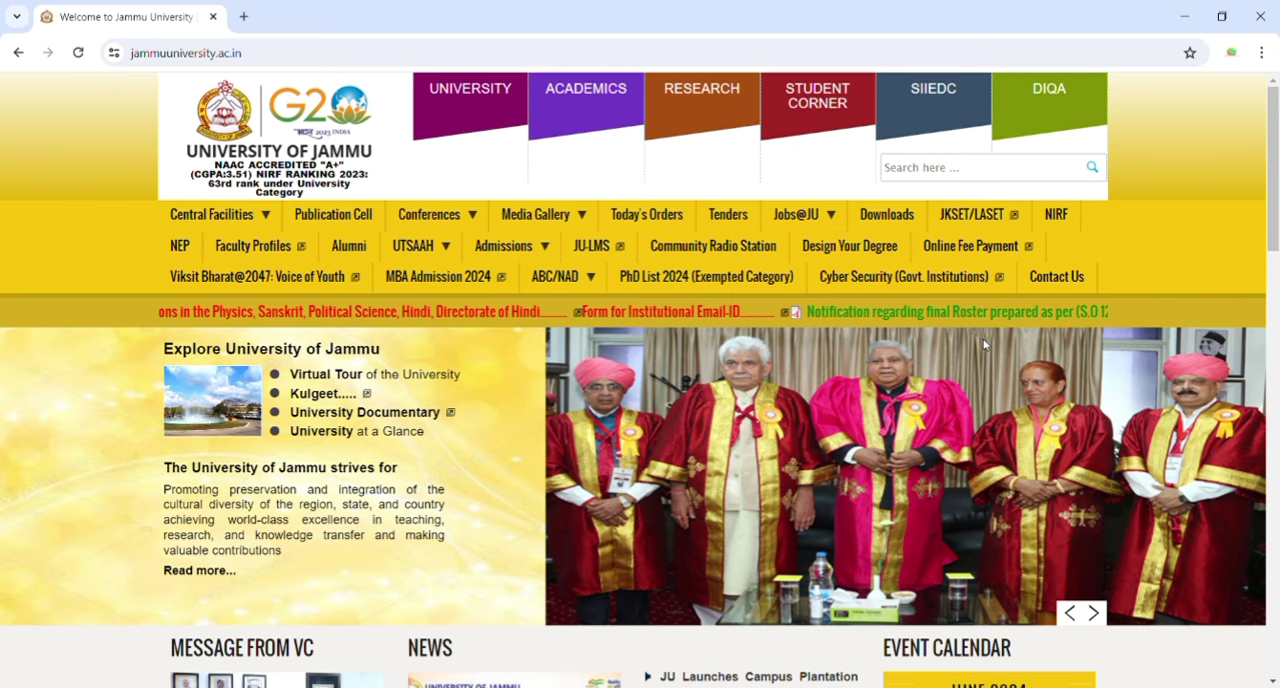 Welcome to Jammu University
jammuuniversity.ac.in
G20
2023 INDIA
UNIVERSITY OF JAMMU
NAAC ACCREDITED "A+"
(CGPA:3.51) NIRF RANKING 2023:
63rd rank under University
Category
UNIVERSITY
ACADEMICS
RESEARCH
STUDENT
CORNER
SIIEDC
DIQA
Search here ...
Central Facilities ▼ Publication Cell Conferences ▼ Media Gallery ▼ Today's Orders Tenders Jobs@JU ▼ Downloads JKSET/LASET NIRF
NEP Faculty Profiles Alumni UTSAAH ▼ Admissions ▼ JU-LMS Community Radio Station Design Your Degree Online Fee Payment
Viksit Bharat@2047: Voice of Youth MBA Admission 2024 ABC/NAD ▼ PhD List 2024 (Exempted Category) Cyber Security (Govt. Institutions) Contact Us
ons in the Physics, Sanskrit, Political Science, Hindi, Directorate of Hindi......... Form for Institutional Email-ID............. Notification regarding final Roster prepared as per (S.O 12
Explore University of Jammu
Virtual Tour of the University
Kulgeet.....
University Documentary
University at a Glance
The University of Jammu strives for
Promoting preservation and integration of the
cultural diversity of the region, state, and country
achieving world-class excellence in teaching,
research, and knowledge transfer and making
valuable contributions
Read more...
MESSAGE FROM VC
NEWS
EVENT CALENDAR
UNIVERSITY OF JAMMU
JU Launches Campus Plantation
JUNE 2024